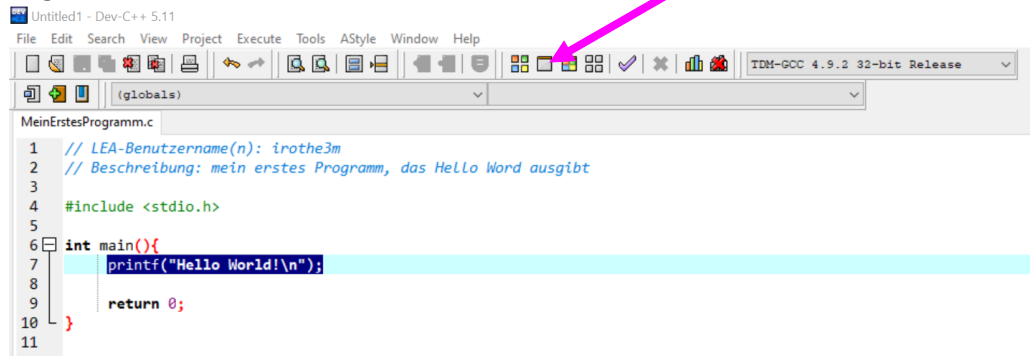 Untitled1 - Dev-C++ 5.11
File Edit Search View Project Execute Tools AStyle Window Help
TDM-GCC 4.9.2 32-bit Release
(globals)
MeinErstesProgramm.c
1 // LEA-Benutzername(n): irothe3m
2 // Beschreibung: mein erstes Programm, das Hello Word ausgibt
3
4 #include <stdio.h>
5
6 int main(){
7 printf("Hello World!\n");
8
9 return 0;
10 }
11